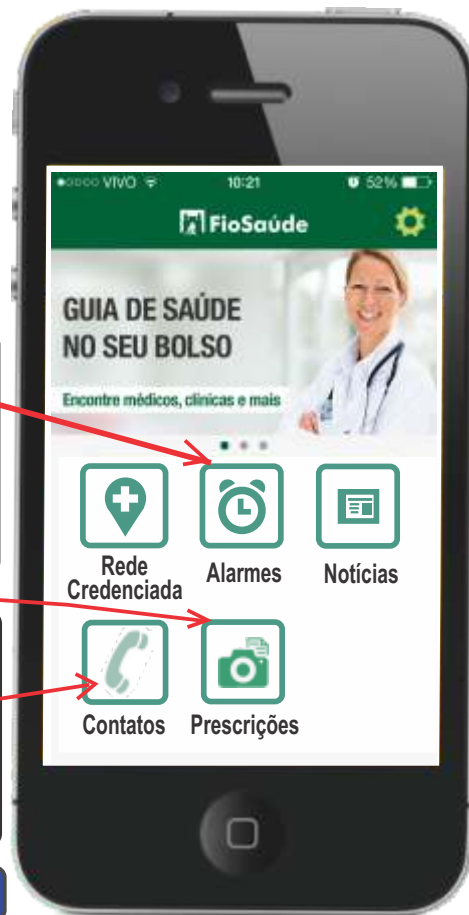 VIVO 10:21 52%
FioSaúde
GUIA DE SAÚDE
NO SEU BOLSO
Encontre médicos, clínicas e mais
Rede
Credenciada
Alarmes
Notícias
Contatos
Prescrições